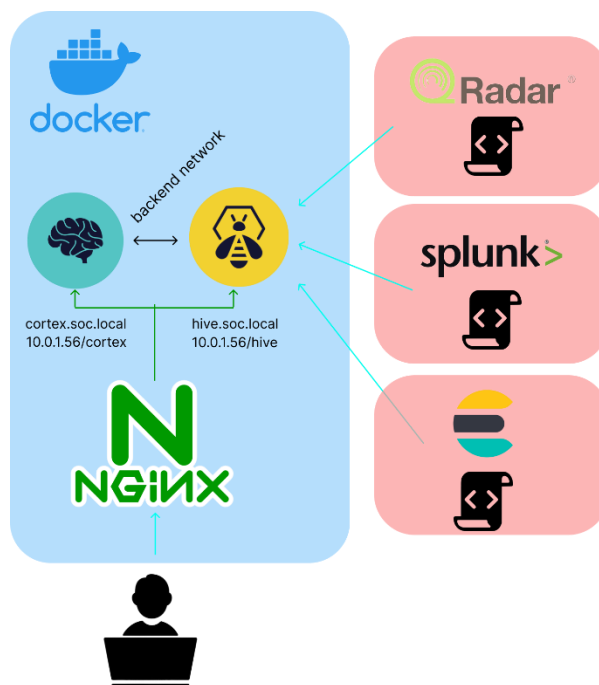 docker
QRadar
backend network
splunk>
cortex.soc.local
10.0.1.56/cortex
hive.soc.local
10.0.1.56/hive
N
NGiNX